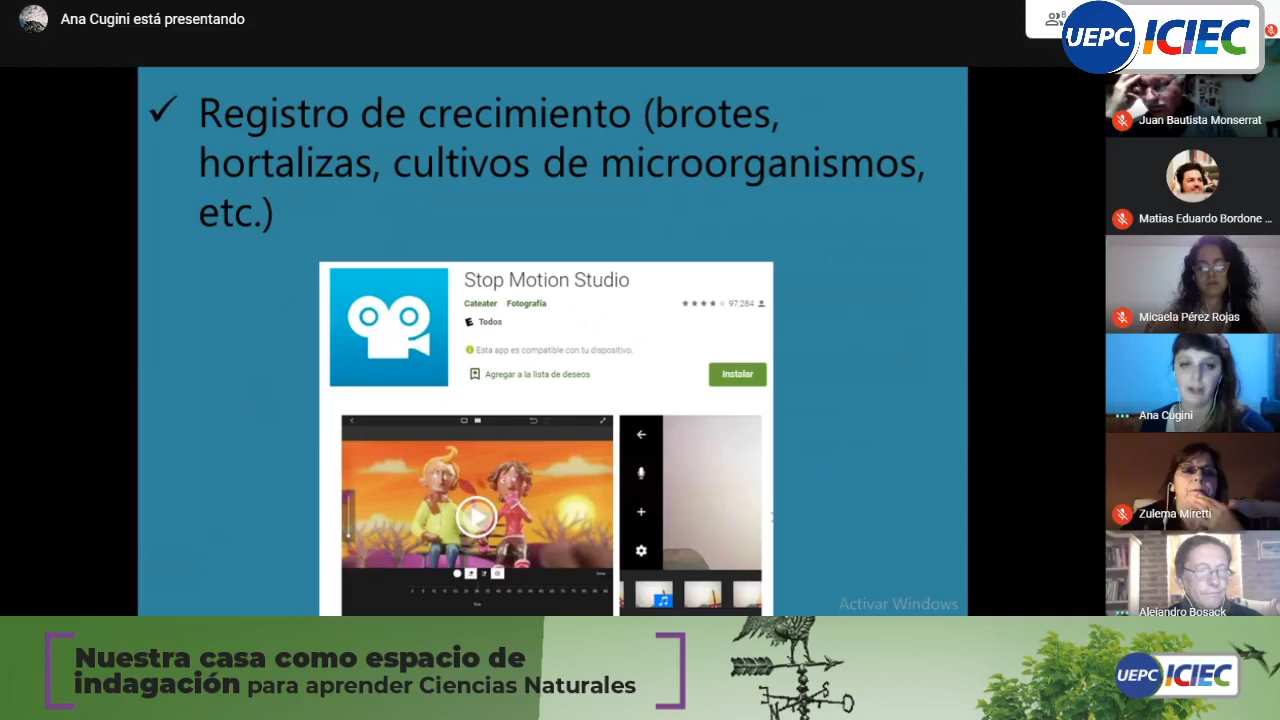 Ana Cugini está presentando
8
UEPC ICIEC
✓ Registro de crecimiento (brotes,
hortalizas, cultivos de microorganismos,
etc.)
Stop Motion Studio
Cateater Fotografía
97.284
E Todos
Esta app es compatible con tu dispositivo.
Agregar a la lista de deseos
Instalar
Activar Windows
Juan Bautista Monserrat
Matias Eduardo Bordone ...
Micaela Pérez Rojas
Ana Cugini
Zulema Miretti
Alejandro Bosack
Nuestra casa como espacio de
indagación para aprender Ciencias Naturales
UEPC ICIEC